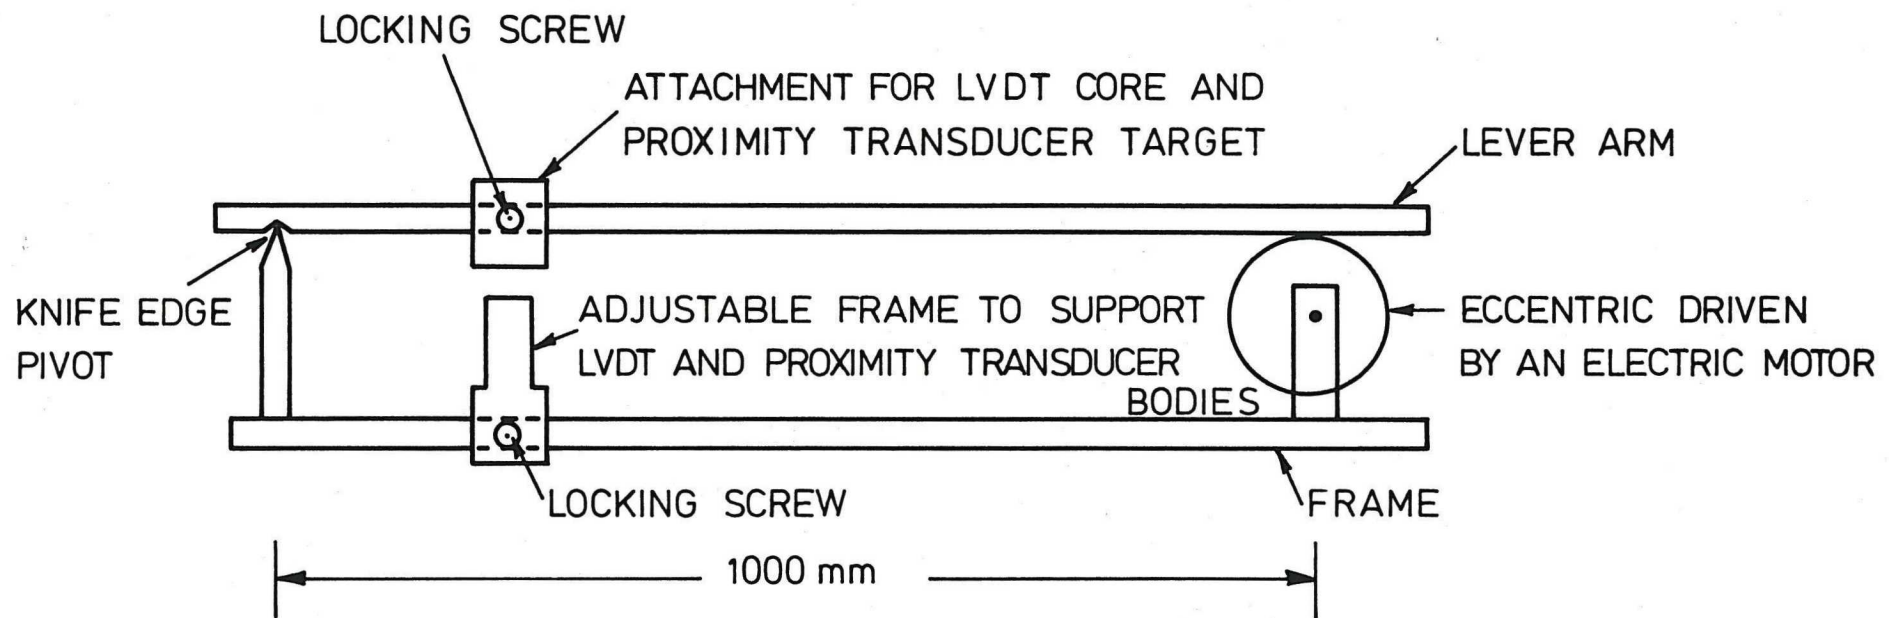 LOCKING SCREW
ATTACHMENT FOR LVDT CORE AND
PROXIMITY TRANSDUCER TARGET
LEVER ARM
KNIFE EDGE
PIVOT
ADJUSTABLE FRAME TO SUPPORT
LVDT AND PROXIMITY TRANSDUCER
BODIES
ECCENTRIC DRIVEN
BY AN ELECTRIC MOTOR
LOCKING SCREW
FRAME
1000 mm